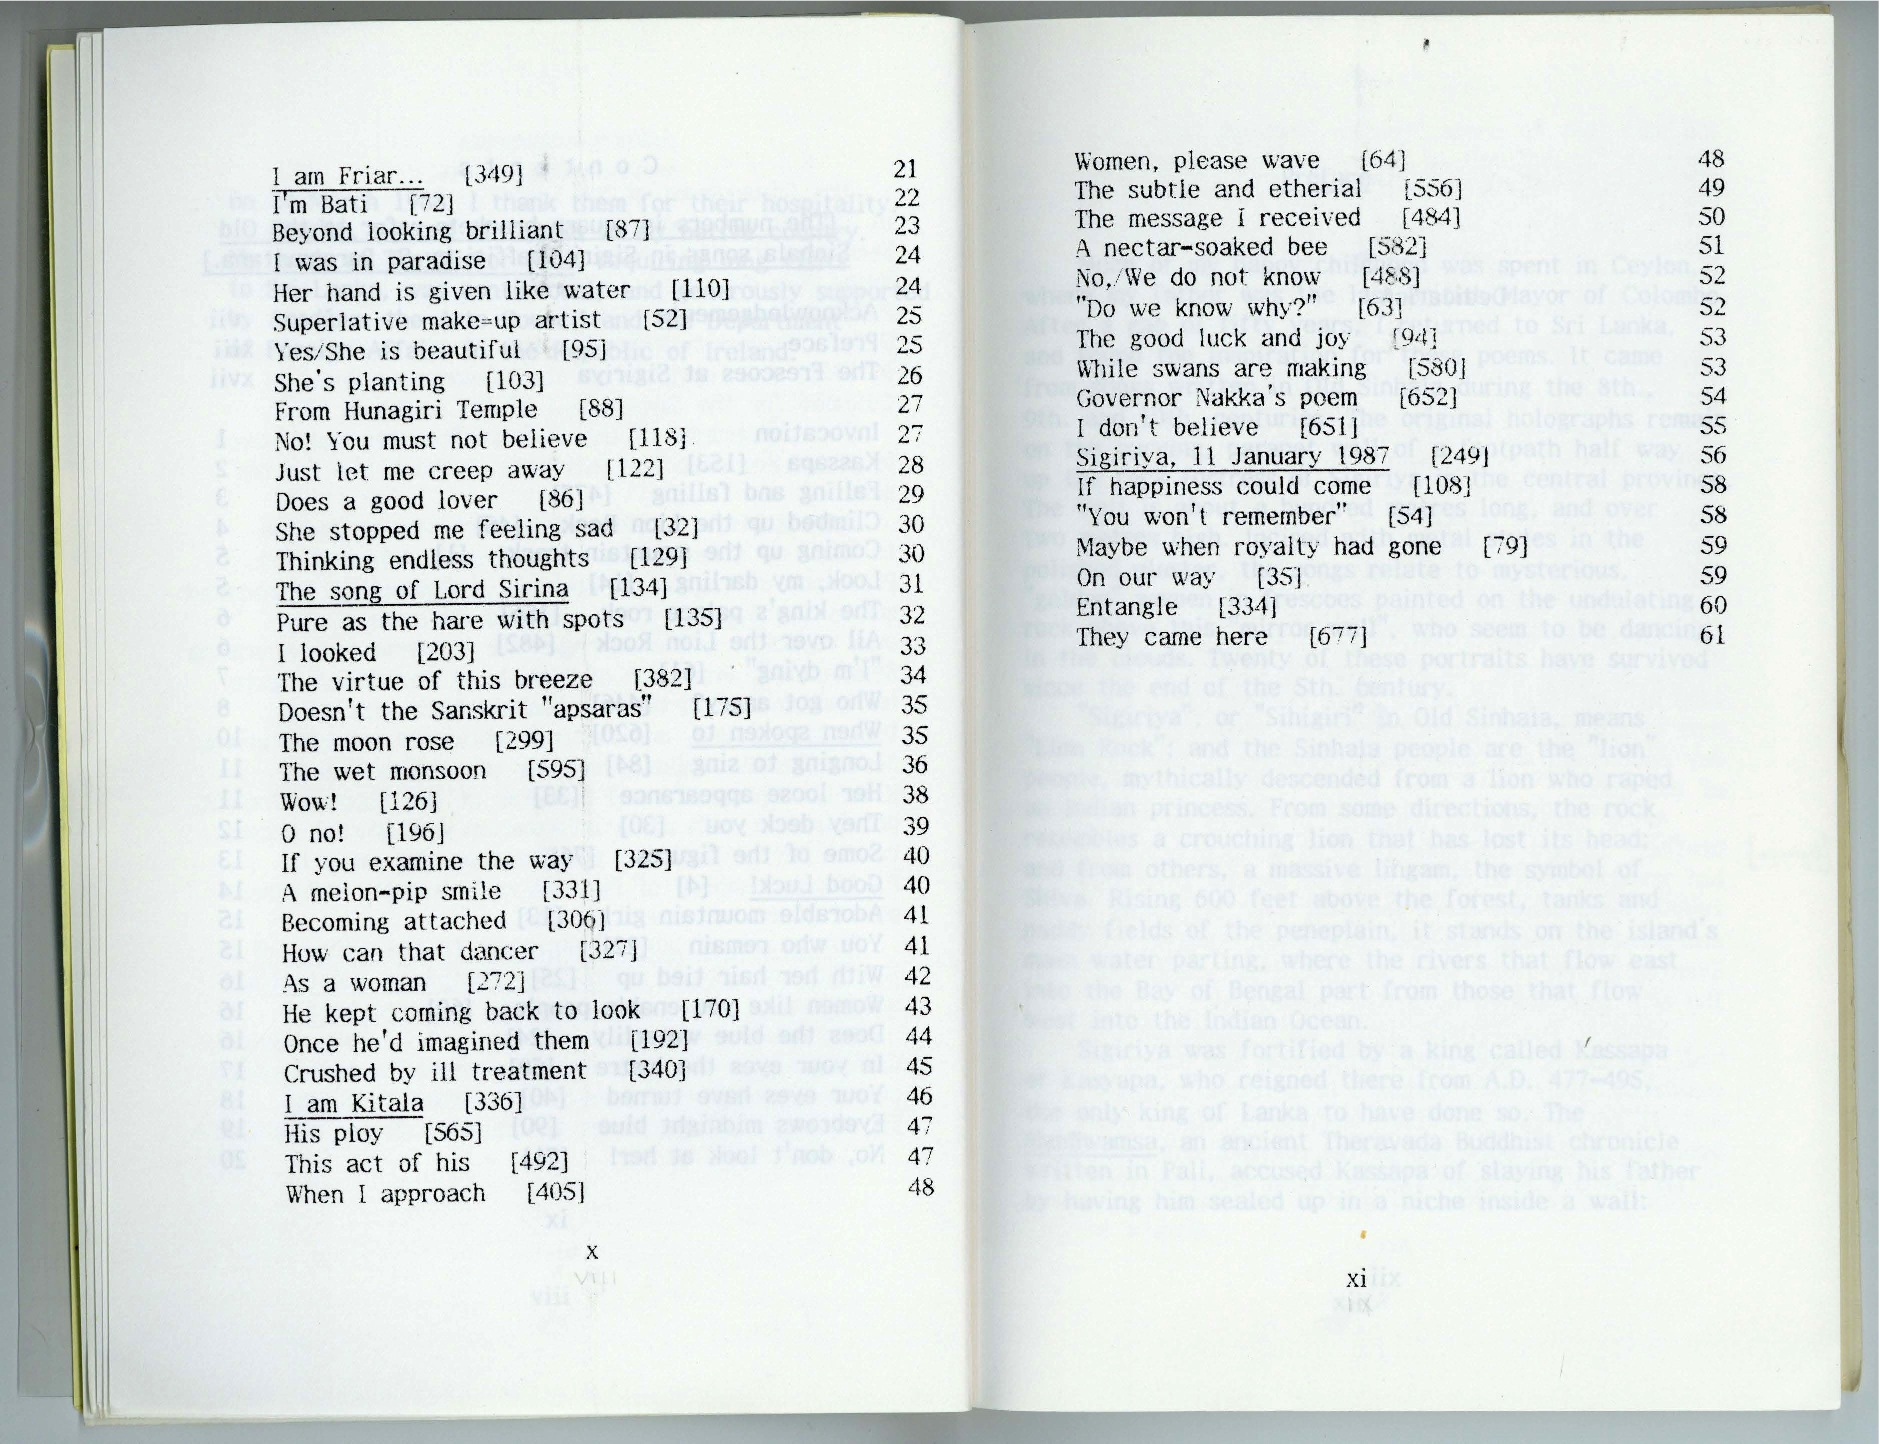 I am Friar... [349] 21
I'm Bati [72] 22
Beyond looking brilliant [87] 23
I was in paradise [104] 24
Her hand is given like water [110] 24
Superlative make-up artist [52] 25
Yes/She is beautiful [95] 25
She's planting [103] 26
From Hunagiri Temple [88] 27
No! You must not believe [118] 27
Just let me creep away [122] 28
Does a good lover [86] 29
She stopped me feeling sad [32] 30
Thinking endless thoughts [129] 30
The song of Lord Sirina [134] 31
Pure as the hare with spots [135] 32
I looked [203] 33
The virtue of this breeze [382] 34
Doesn't the Sanskrit "apsaras" [175] 35
The moon rose [299] 35
The wet monsoon [595] 36
Wow! [126] 38
O no! [196] 39
If you examine the way [325] 40
A melon-pip smile [331] 40
Becoming attached [306] 41
How can that dancer [327] 41
As a woman [272] 42
He kept coming back to look [170] 43
Once he'd imagined them [192] 44
Crushed by ill treatment [340] 45
I am Kitala [336] 46
His ploy [565] 47
This act of his [492] 47
When I approach [405] 48
x
Women, please wave [64] 48
The subtle and etherial [556] 49
The message I received [484] 50
A nectar-soaked bee [582] 51
No,/We do not know [488] 52
"Do we know why?" [63] 52
The good luck and joy [94] 53
While swans are making [580] 53
Governor Nakka's poem [652] 54
I don't believe [651] 55
Sigiriya, 11 January 1987 [249] 56
If happiness could come [108] 58
"You won't remember" [54] 58
Maybe when royalty had gone [79] 59
On our way [35] 59
Entangle [334] 60
They came here [677] 61
xi